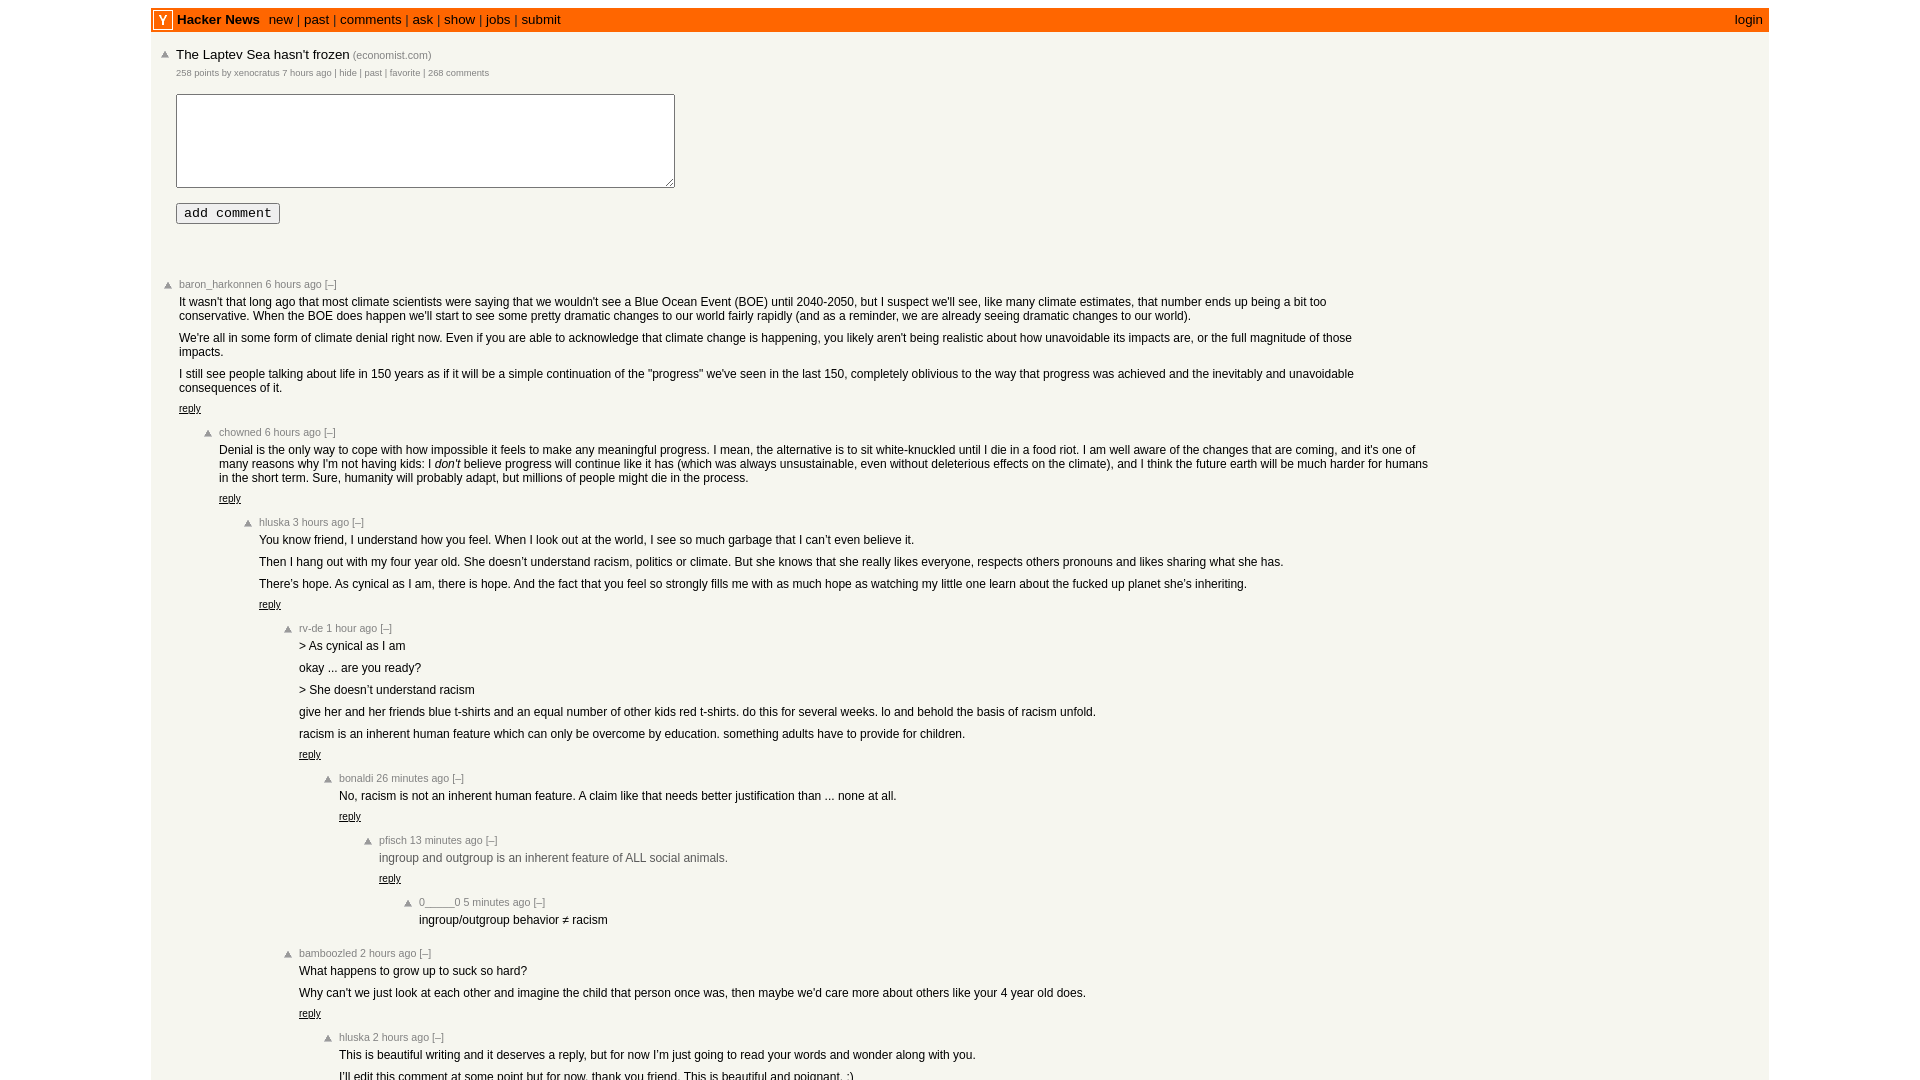 Y Hacker News new | past | comments | ask | show | jobs | submit login
The Laptev Sea hasn't frozen (economist.com)
258 points by xenocratus 7 hours ago | hide | past | favorite | 268 comments
add comment
baron_harkonnen 6 hours ago [–]
It wasn't that long ago that most climate scientists were saying that we wouldn't see a Blue Ocean Event (BOE) until 2040-2050, but I suspect we'll see, like many climate estimates, that number ends up being a bit too
conservative. When the BOE does happen we'll start to see some pretty dramatic changes to our world fairly rapidly (and as a reminder, we are already seeing dramatic changes to our world).
We're all in some form of climate denial right now. Even if you are able to acknowledge that climate change is happening, you likely aren't being realistic about how unavoidable its impacts are, or the full magnitude of those
impacts.
I still see people talking about life in 150 years as if it will be a simple continuation of the "progress" we've seen in the last 150, completely oblivious to the way that progress was achieved and the inevitably and unavoidable
consequences of it.
reply
chowned 6 hours ago [–]
Denial is the only way to cope with how impossible it feels to make any meaningful progress. I mean, the alternative is to sit white-knuckled until I die in a food riot. I am well aware of the changes that are coming, and it's one of
many reasons why I'm not having kids: I don't believe progress will continue like it has (which was always unsustainable, even without deleterious effects on the climate), and I think the future earth will be much harder for humans
in the short term. Sure, humanity will probably adapt, but millions of people might die in the process.
reply
hluska 3 hours ago [–]
You know friend, I understand how you feel. When I look out at the world, I see so much garbage that I can’t even believe it.
Then I hang out with my four year old. She doesn’t understand racism, politics or climate. But she knows that she really likes everyone, respects others pronouns and likes sharing what she has.
There’s hope. As cynical as I am, there is hope. And the fact that you feel so strongly fills me with as much hope as watching my little one learn about the fucked up planet she’s inheriting.
reply
rv-de 1 hour ago [–]
> As cynical as I am
okay ... are you ready?
> She doesn’t understand racism
give her and her friends blue t-shirts and an equal number of other kids red t-shirts. do this for several weeks. lo and behold the basis of racism unfold.
racism is an inherent human feature which can only be overcome by education. something adults have to provide for children.
reply
bonaldi 26 minutes ago [–]
No, racism is not an inherent human feature. A claim like that needs better justification than ... none at all.
reply
pfisch 13 minutes ago [–]
ingroup and outgroup is an inherent feature of ALL social animals.
reply
0_____0 5 minutes ago [–]
ingroup/outgroup behavior ≠ racism
bamboozled 2 hours ago [–]
What happens to grow up to suck so hard?
Why can't we just look at each other and imagine the child that person once was, then maybe we'd care more about others like your 4 year old does.
reply
hluska 2 hours ago [–]
This is beautiful writing and it deserves a reply, but for now I’m just going to read your words and wonder along with you.
I’ll edit this comment at some point but for now, thank you friend. This is beautiful and poignant. :)